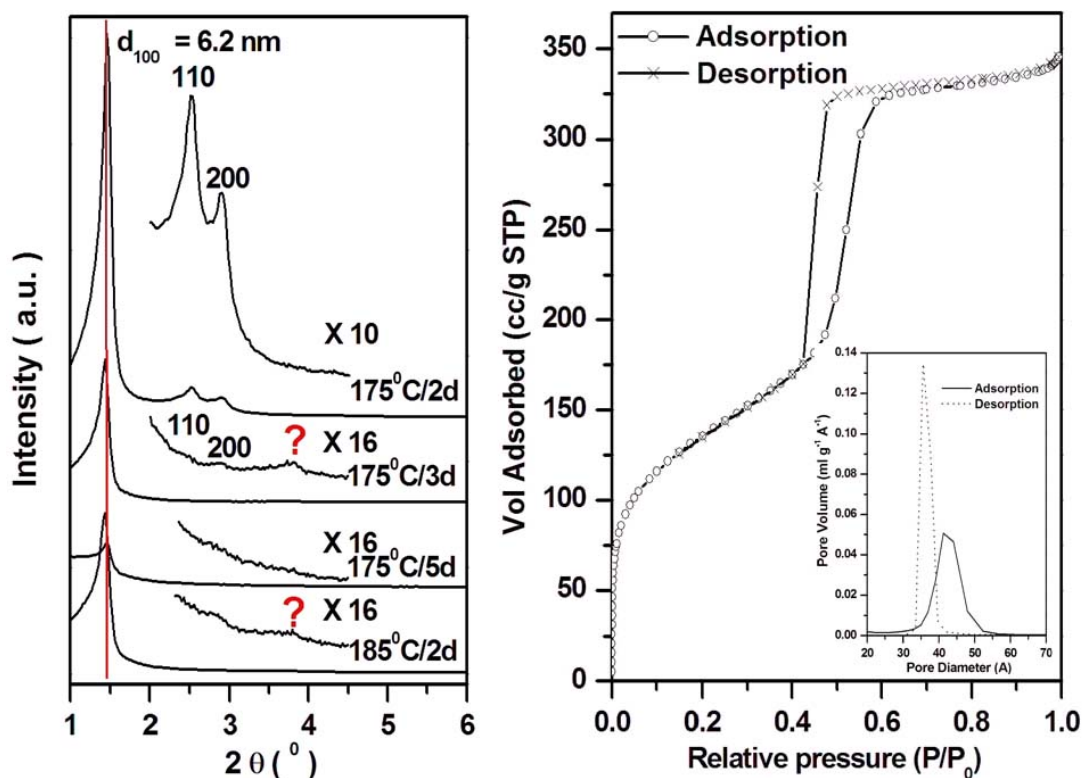 d100 = 6.2 nm
110
200
X 10
175⁰C/2d
110
200
?
X 16
175⁰C/3d
X 16
175⁰C/5d
?
X 16
185⁰C/2d
Intensity ( a.u. )
1 2 3 4 5 6
2 θ ( ⁰ )
Adsorption
Desorption
350
300
250
200
150
100
50
0
Vol Adsorbed (cc/g STP)
0.0 0.2 0.4 0.6 0.8 1.0
Relative pressure (P/P₀)
Adsorption
Desorption
0.14
0.12
0.10
0.08
0.06
0.04
0.02
0.00
Pore Volume (ml g⁻¹ A⁻¹)
20 30 40 50 60 70
Pore Diameter (A)